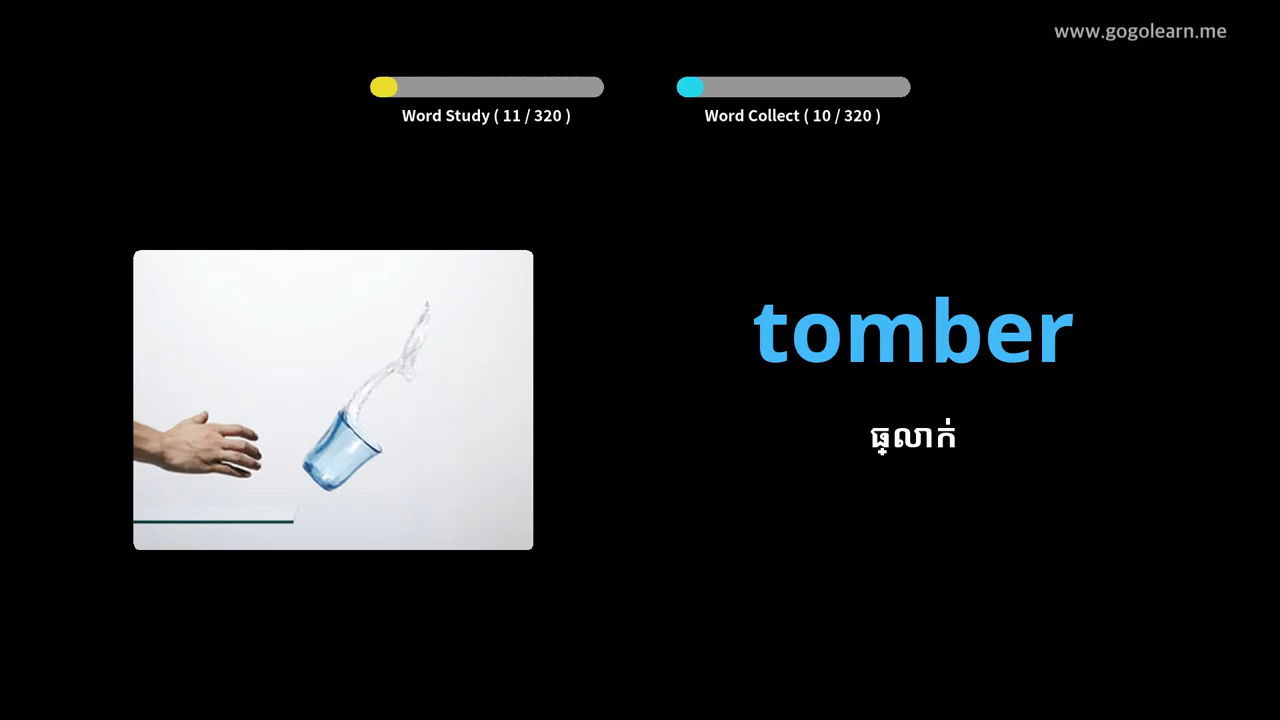 www.gogolearn.me
Word Study ( 11 / 320 )
Word Collect ( 10 / 320 )
tomber
ធ្លាក់